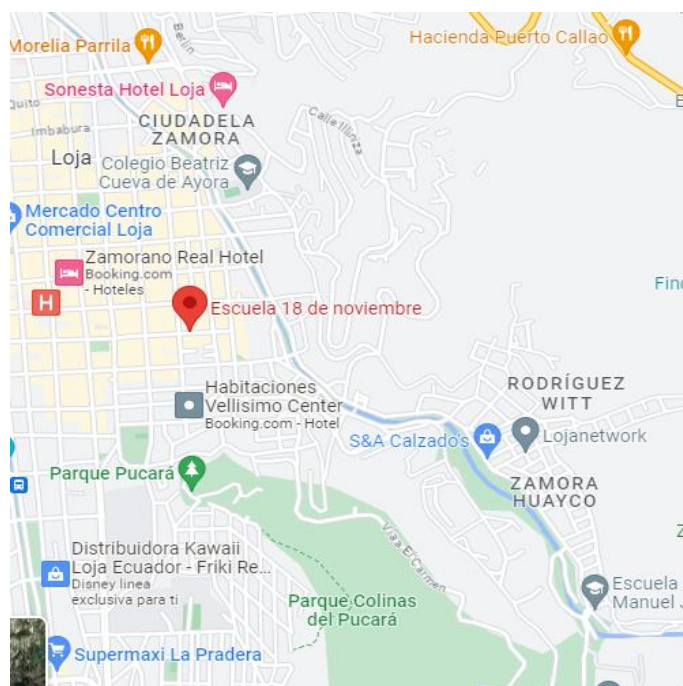 Morelia Parrila
Berlín
Hacienda Puerto Callao
Sonesta Hotel Loja
Quito
CIUDADELA
ZAMORA
Imbabura
Calle Illiniza
Loja
Colegio Beatriz
Cueva de Ayora
Mercado Centro
Comercial Loja
Zamorano Real Hotel
Booking.com
- Hoteles
H
Escuela 18 de noviembre
Habitaciones
Vellisimo Center
Booking.com - Hotel
RODRÍGUEZ
WITT
S&A Calzado's
Lojanetwork
Parque Pucará
ZAMORA
HUAYCO
Vía a El Carmen
Distribuidora Kawaii
Loja Ecuador - Friki Re...
Disney linea
exclusiva para ti
Escuela
Manuel J
Parque Colinas
del Pucará
Supermaxi La Pradera